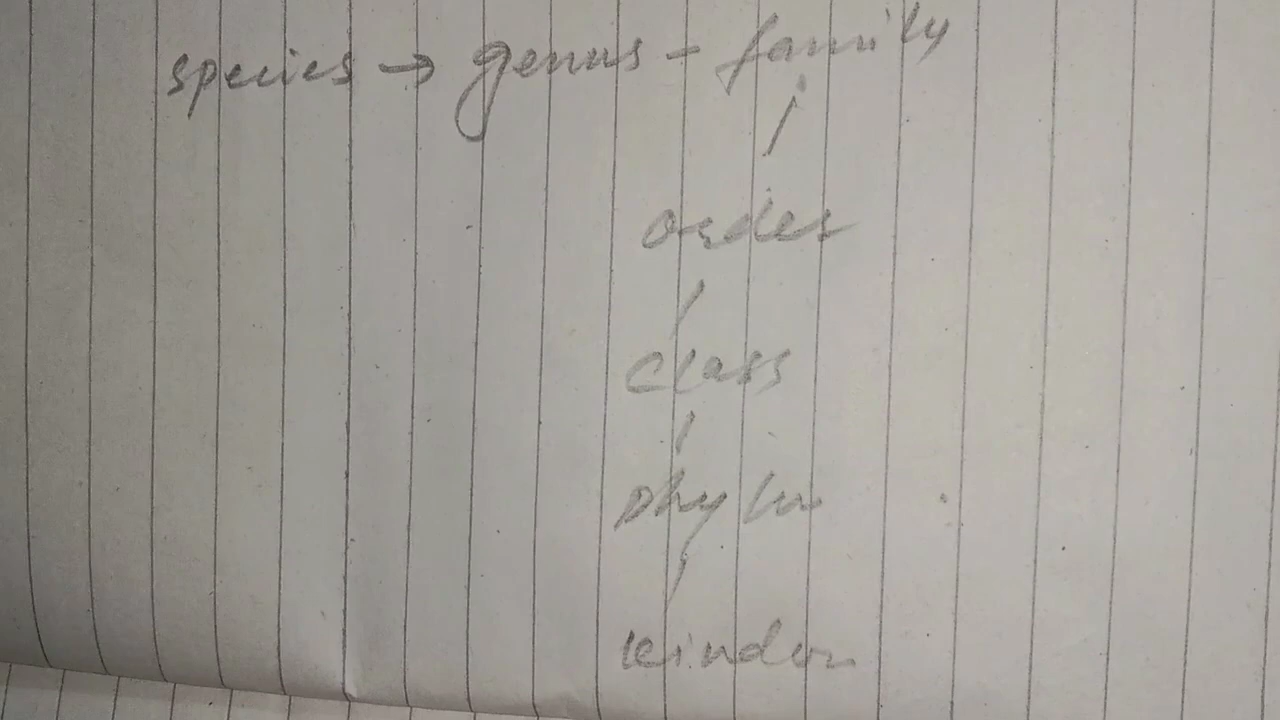 species → genus - family
order
class
phylum
kindom